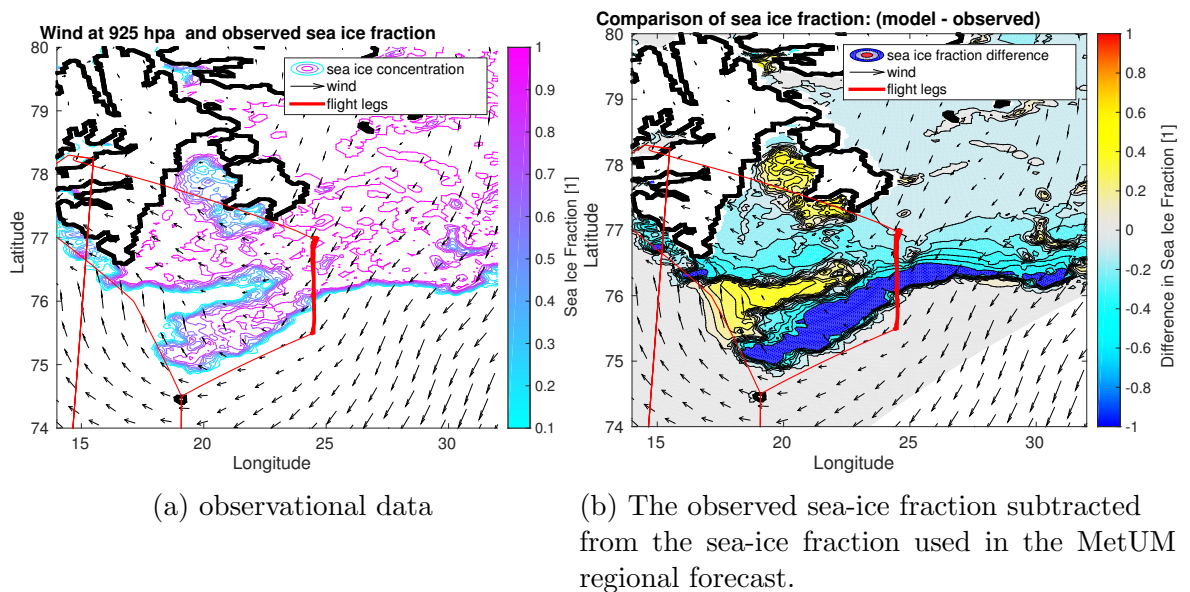 Wind at 925 hpa and observed sea ice fraction
80
79
78
77
76
75
74
Latitude
15
20
25
30
Longitude
sea ice concentration
wind
flight legs
1
0.9
0.8
0.7
0.6
0.5
0.4
0.3
0.2
0.1
Sea Ice Fraction [1]
(a) observational data
Comparison of sea ice fraction: (model - observed)
80
79
78
77
76
75
74
Latitude
15
20
25
30
Longitude
sea ice fraction difference
wind
flight legs
1
0.8
0.6
0.4
0.2
0
-0.2
-0.4
-0.6
-0.8
-1
Difference in Sea Ice Fraction [1]
(b) The observed sea-ice fraction subtracted
from the sea-ice fraction used in the MetUM
regional forecast.